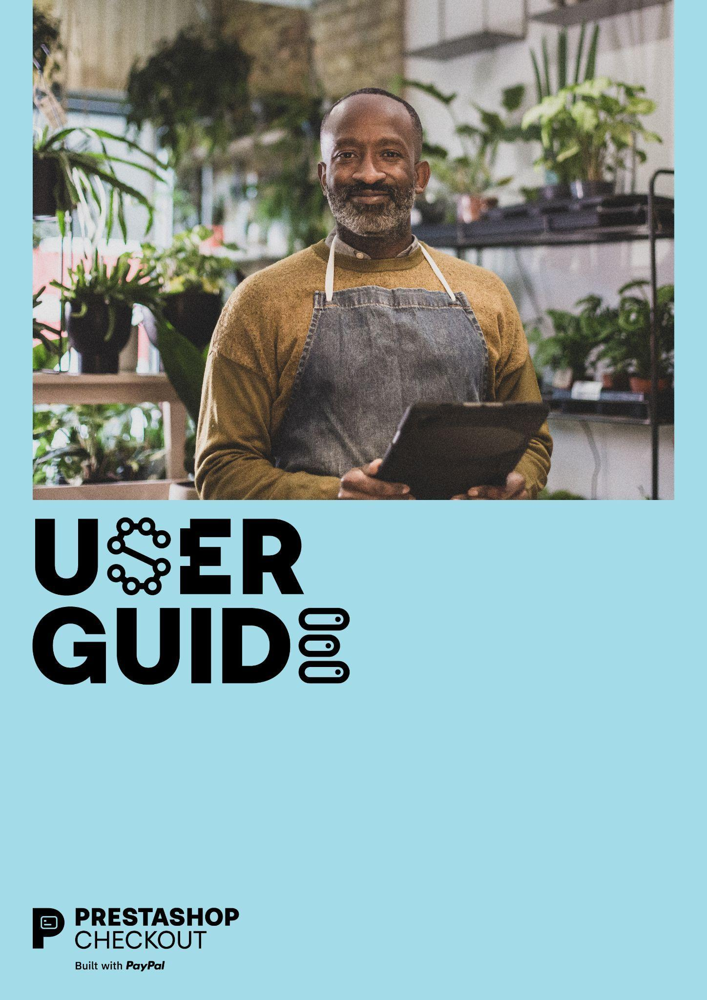 USER
GUIDE
PRESTASHOP
CHECKOUT
Built with PayPal